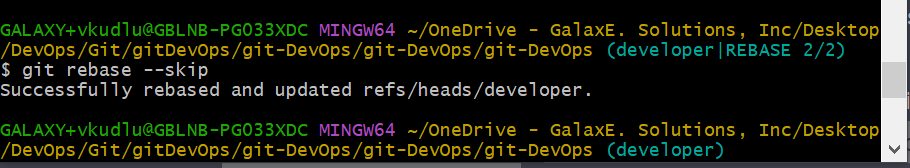 GALAXY+vkudlu@GBLNB-PG033XDC MINGW64 ~/OneDrive - GalaxE. Solutions, Inc/Desktop
/DevOps/Git/gitDevOps/git-DevOps/git-DevOps/git-DevOps (developer|REBASE 2/2)
$ git rebase --skip
Successfully rebased and updated refs/heads/developer.
GALAXY+vkudlu@GBLNB-PG033XDC MINGW64 ~/OneDrive - GalaxE. Solutions, Inc/Desktop
/DevOps/Git/gitDevOps/git-DevOps/git-DevOps/git-DevOps (developer)